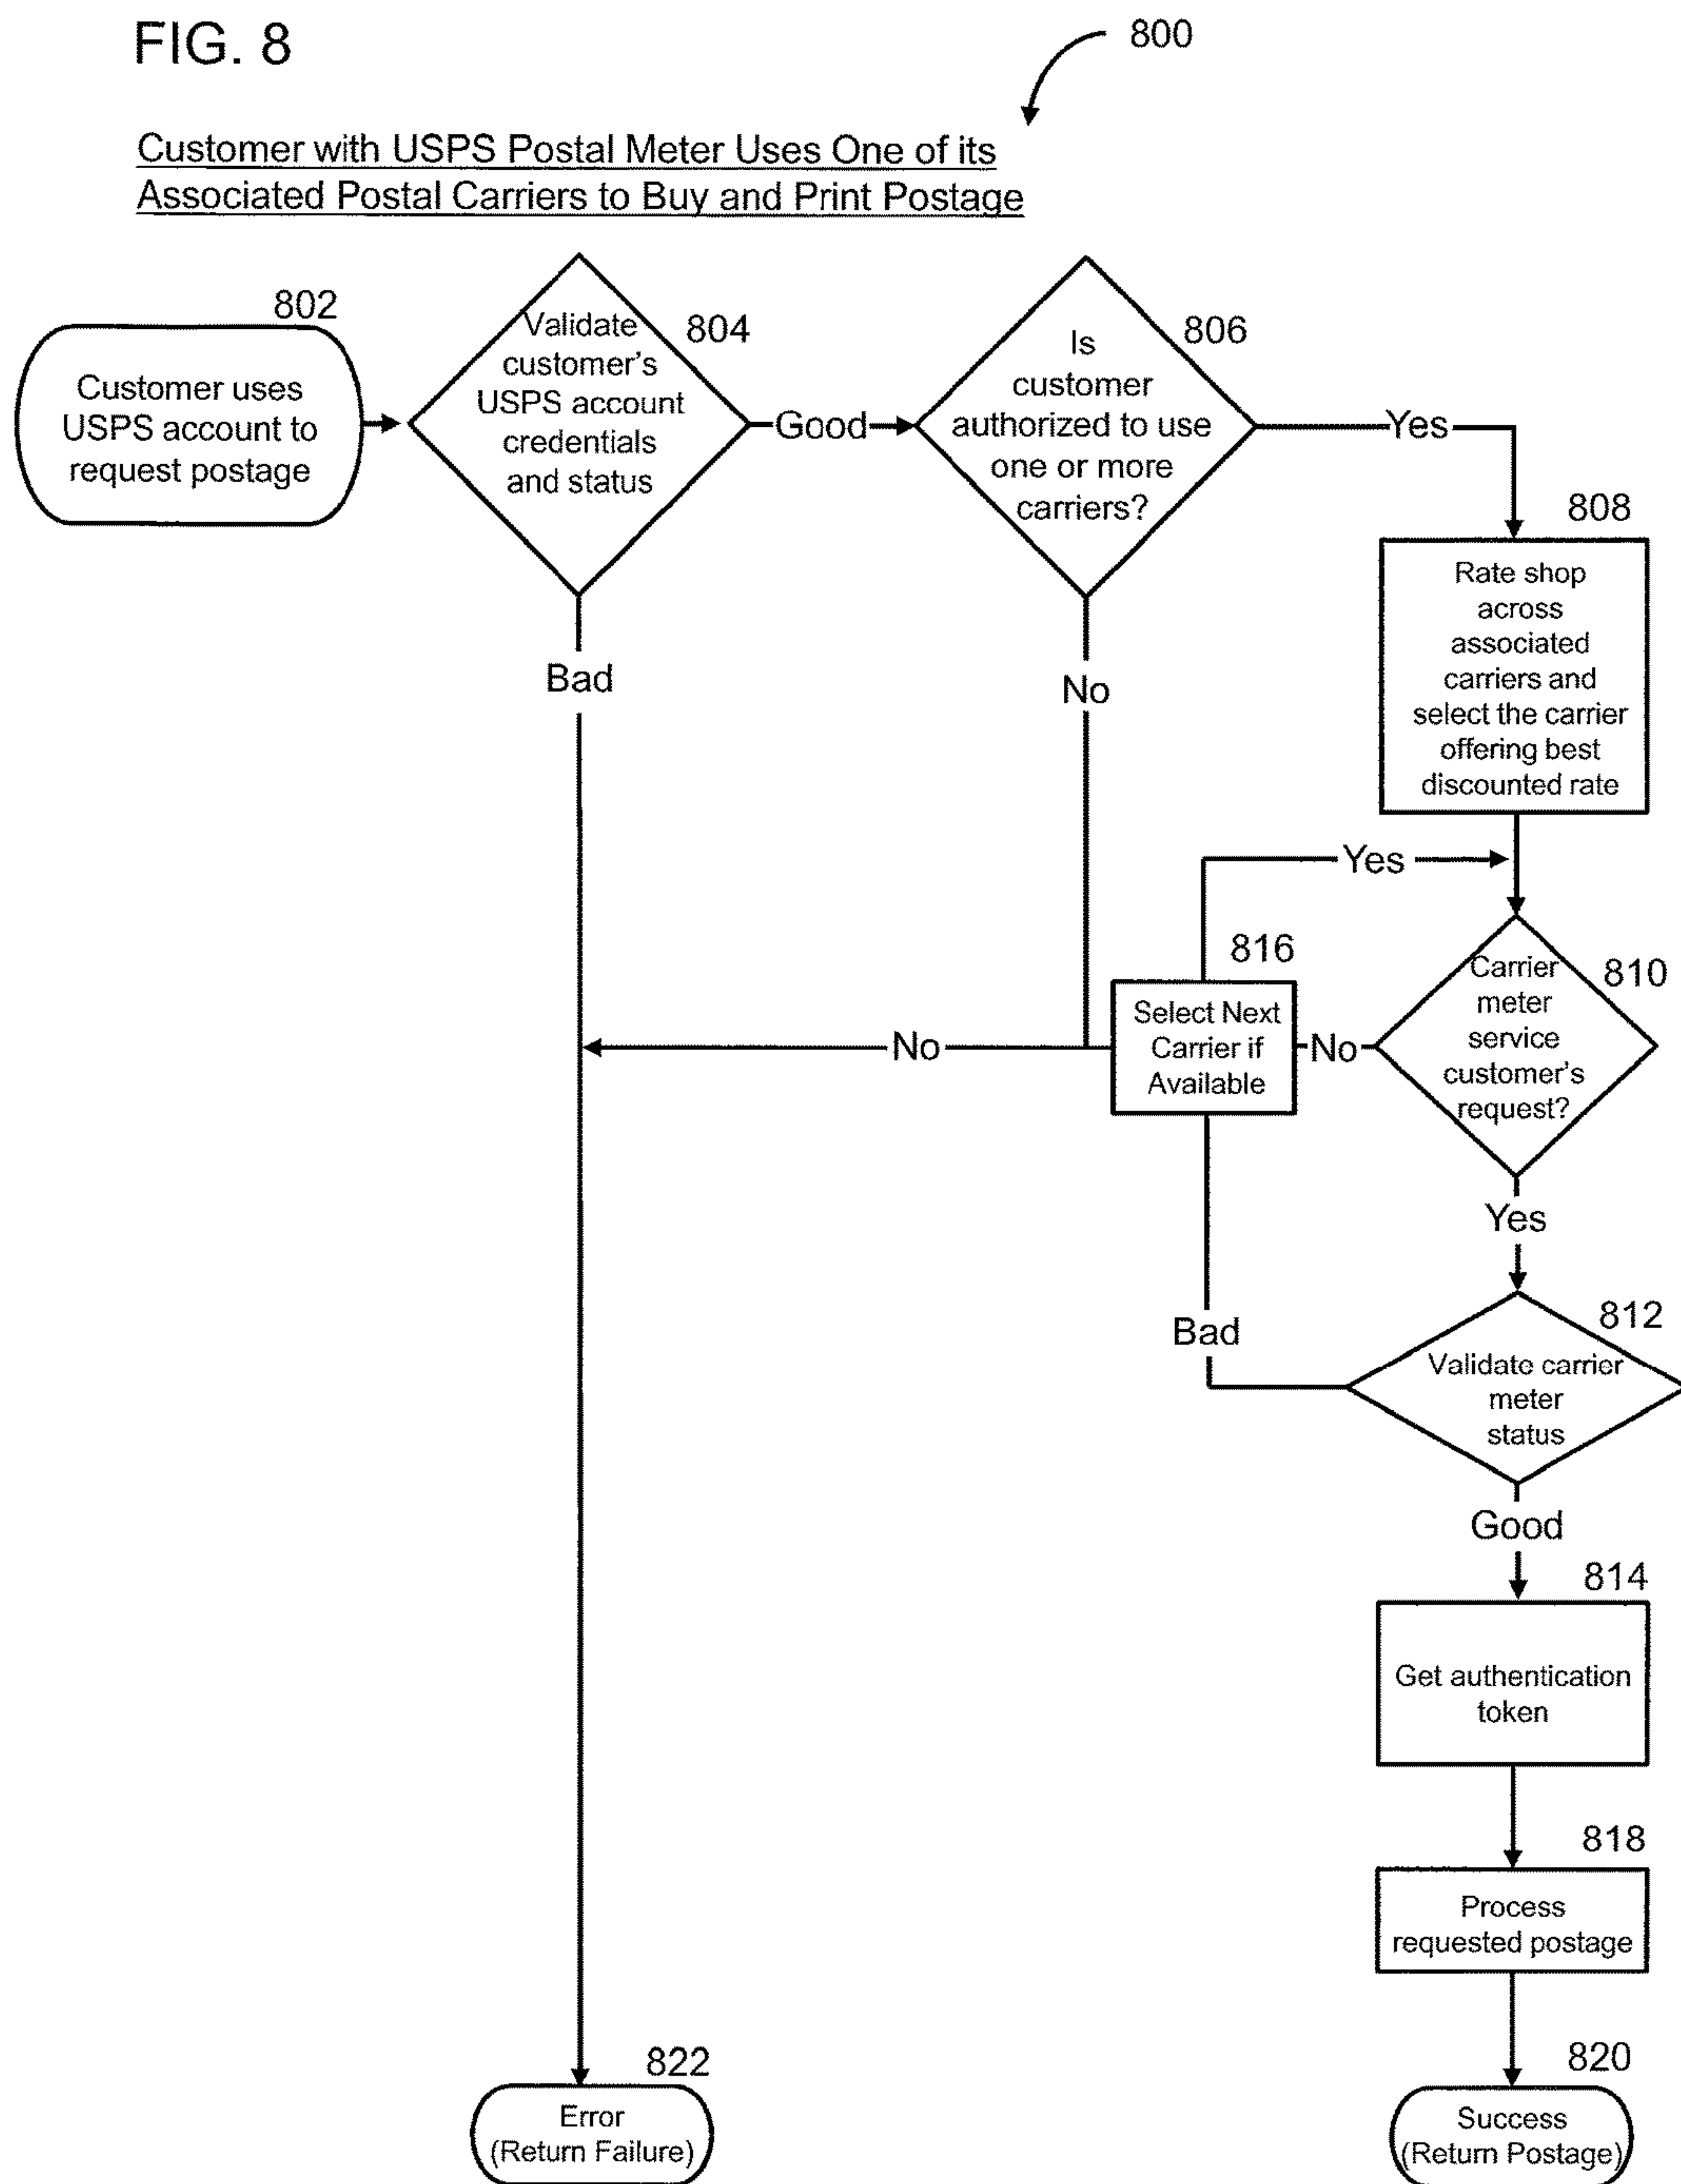 FIG. 8
800
Customer with USPS Postal Meter Uses One of its
Associated Postal Carriers to Buy and Print Postage
802
Customer uses
USPS account to
request postage
804
Validate
customer's
USPS account
credentials
and status
Good
Bad
806
Is
customer
authorized to use
one or more
carriers?
Yes
No
808
Rate shop
across
associated
carriers and
select the carrier
offering best
discounted rate
Yes
816
Select Next
Carrier if
Available
No
No
810
Carrier
meter
service
customer's
request?
Yes
Bad
812
Validate carrier
meter
status
Good
814
Get authentication
token
818
Process
requested postage
822
Error
(Return Failure)
820
Success
(Return Postage)